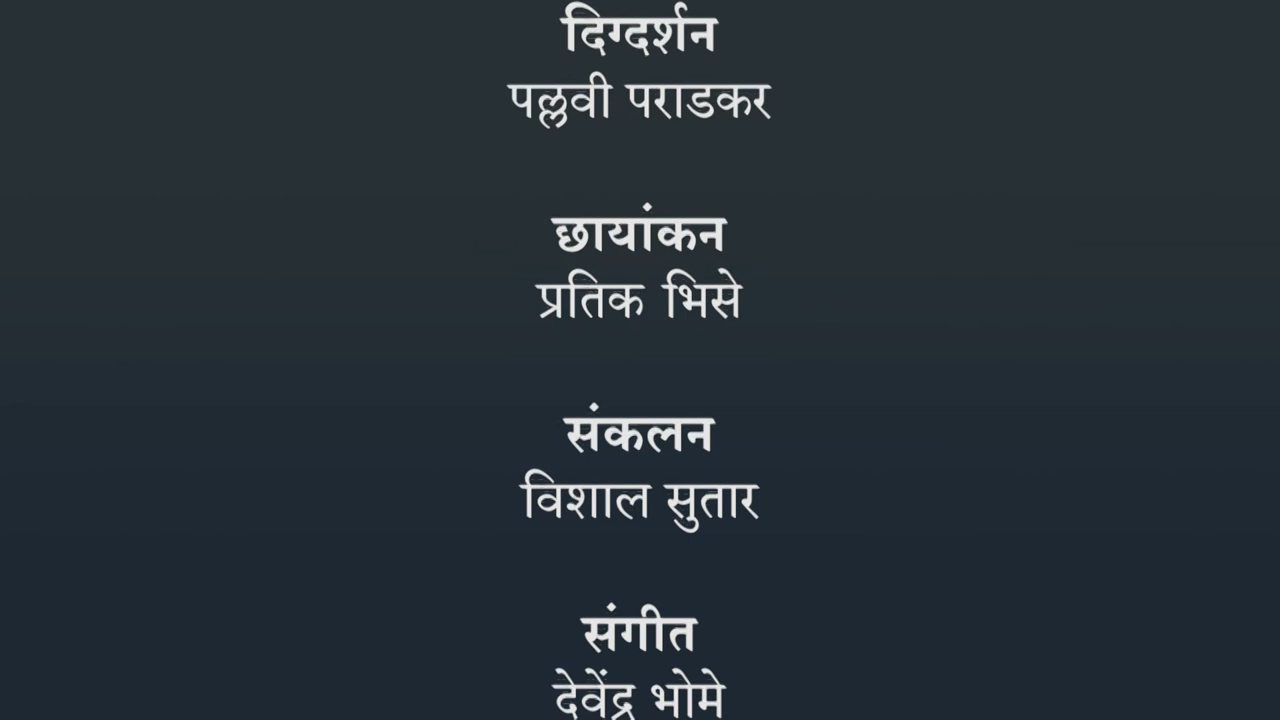 दिग्दर्शन
पल्लवी पराडकर
छायांकन
प्रतिक भिसे
संकलन
विशाल सुतार
संगीत
देवेंद्र भोमे